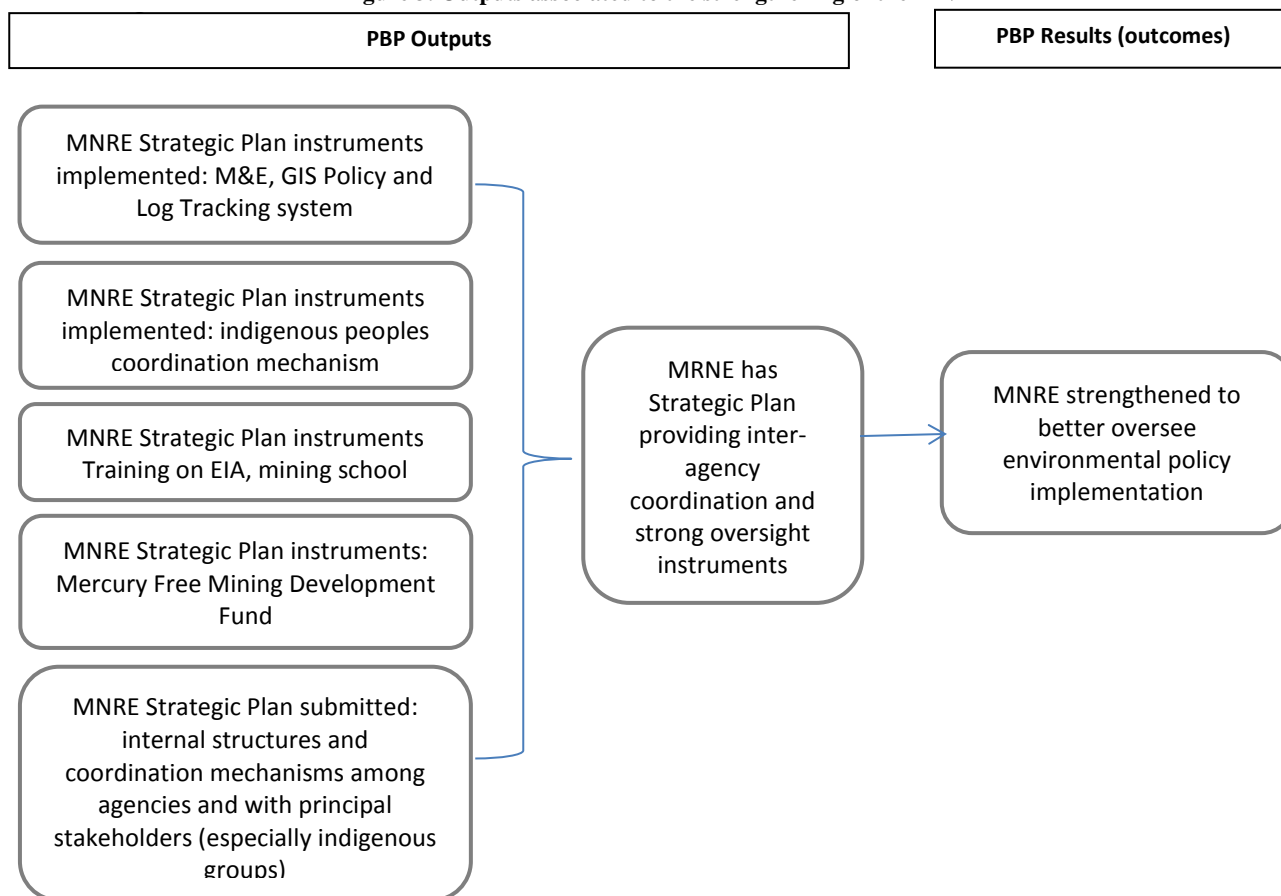 PBP Outputs
PBP Results (outcomes)
MNRE Strategic Plan instruments
implemented: M&E, GIS Policy and
Log Tracking system
MNRE Strategic Plan instruments
implemented: indigenous peoples
coordination mechanism
MNRE Strategic Plan instruments
Training on EIA, mining school
MNRE Strategic Plan instruments:
Mercury Free Mining Development
Fund
MNRE Strategic Plan submitted:
internal structures and
coordination mechanisms among
agencies and with principal
stakeholders (especially indigenous
groups)
MRNE has
Strategic Plan
providing inter-
agency
coordination and
strong oversight
instruments
MNRE strengthened to
better oversee
environmental policy
implementation